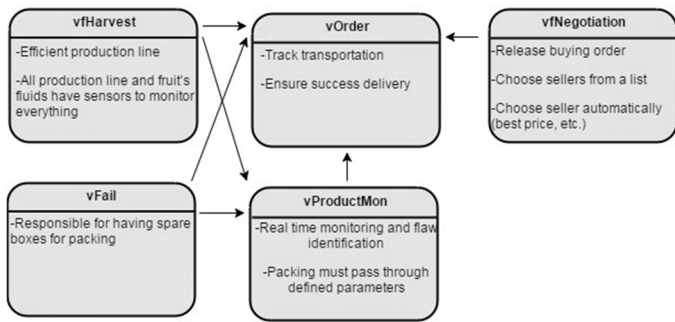 vfHarvest
-Efficient production line
-All production line and fruit's
fluids have sensors to monitor
everything
vOrder
-Track transportation
-Ensure success delivery
vfNegotiation
-Release buying order
-Choose sellers from a list
-Choose seller automatically
(best price, etc.)
vFail
-Responsible for having spare
boxes for packing
vProductMon
-Real time monitoring and flaw
identification
-Packing must pass through
defined parameters